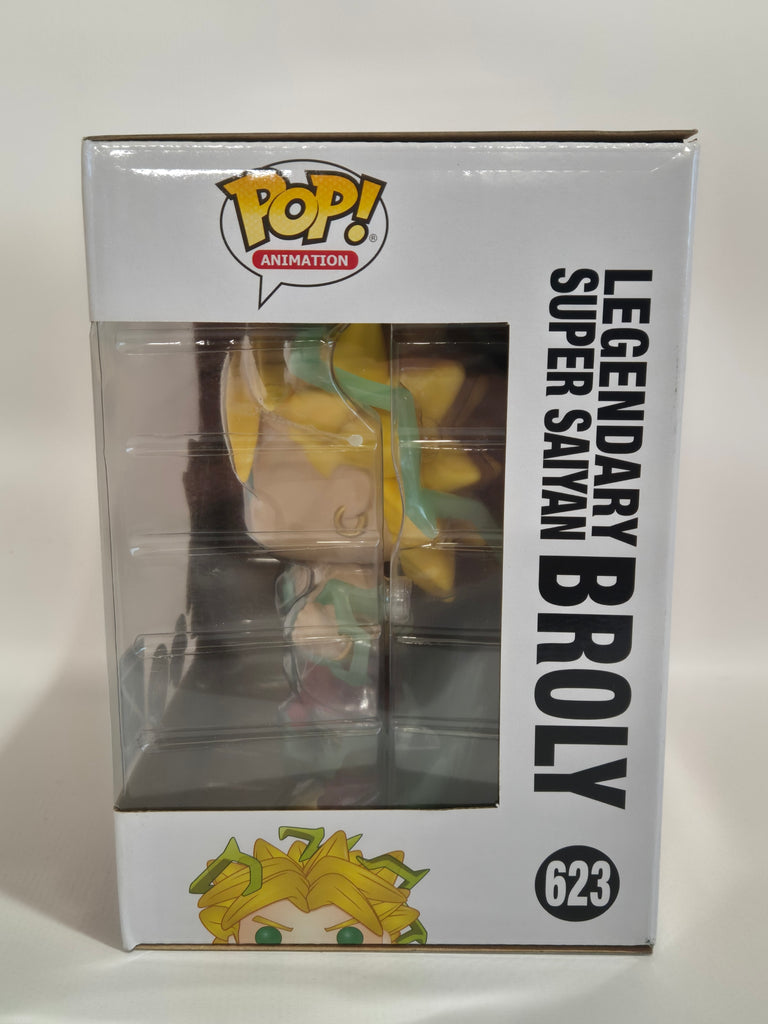 POP!®
ANIMATION
LEGENDARY
SUPER SAIYAN BROLY
623